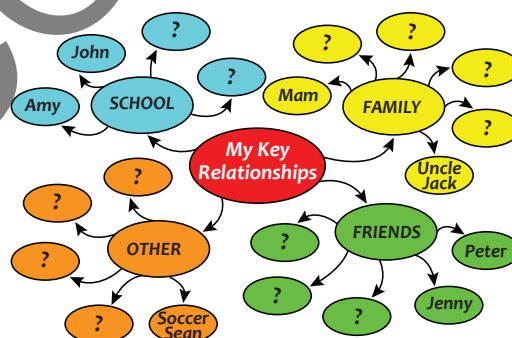 ?
John
?
Amy
SCHOOL
?
?
?
Mam
FAMILY
?
Uncle
Jack
My Key
Relationships
?
?
?
OTHER
?
Soccer
Sean
FRIENDS
?
Peter
?
?
Jenny